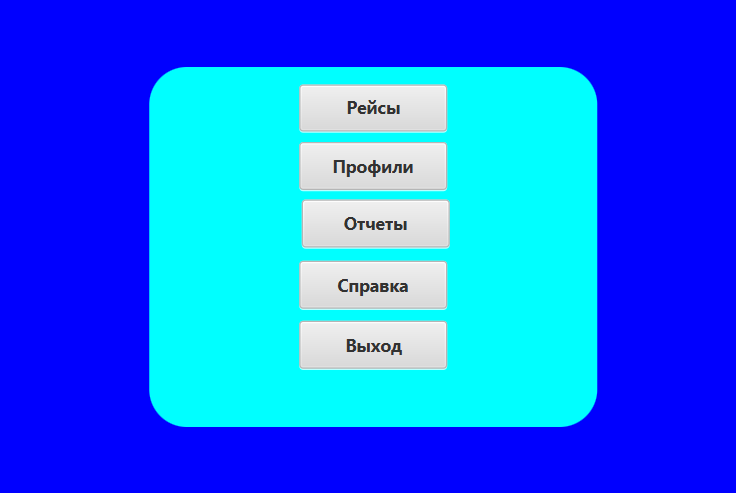 Рейсы
Профили
Отчеты
Справка
Выход